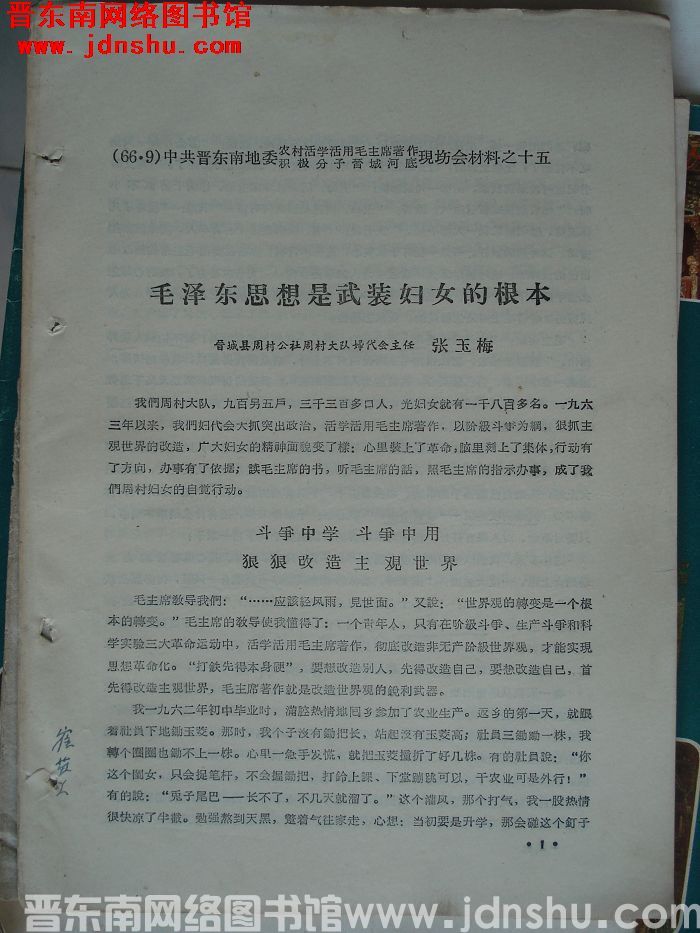 晋东南网络图书馆
www.jdnshu.com
(66·9)中共晋东南地委农村活学活用毛主席著作积极分子晋城河底現坊会材料之十五
毛泽东思想是武装妇女的根本
晋城县周村公社周村大队婦代会主任 张玉梅
我們周村大队，九百另五戶，三千三百多口人，光妇女就有一千八百多名。一九六
三年以来，我們妇代会大抓突出政治，活学活用毛主席著作，以阶級斗爭为綱，狠抓主
观世界的改造，广大妇女的精神面貌变了樣：心里装上了革命，脑里刻上了集体，行动有
了方向，办事有了依据；讀毛主席的书，听毛主席的話，照毛主席的指示办事，成了我
們周村妇女的自觉行动。
斗爭中学 斗爭中用
狠狠改造主观世界
毛主席敎导我們：“……应該经风雨，見世面。”又說：“世界观的轉变是一个根
本的轉变。”毛主席的敎导使我懂得了：一个青年人，只有在阶級斗爭、生产斗爭和科
学实验三大革命运动中，活学活用毛主席著作，彻底改造非无产阶級世界观，才能实现
思想革命化。“打鉄先得本身硬”，要想改造別人，先得改造自己，要想改造自己，首
先得改造主观世界，毛主席著作就是改造世界观的銳利武器。
我一九六二年初中毕业时，滿腔热情地回乡参加了农业生产。返乡的第一天，就跟
着社員下地锄玉茭。那时，我个子沒有锄把长，站起沒有玉茭高；社員三锄锄一株，我
轉个圈圈也锄不上一株。心里一急手发慌，就把玉茭撞折了好几株。有的社員說：“你
这个閨女，只会捉笔杆，不会握锄把，打鈴上課、下堂蹦跳可以，干农业可是外行！”
有的說：“兎子尾巴——长不了，不几天就溜了。”这个潲风，那个打气，我一股热情
很快凉了半截。勉强熬到天黑，蹩着气往家走，心想：当初要是升学，那会碰这个釘子
·1·
晋东南网络图书馆 www.jdnshu.com